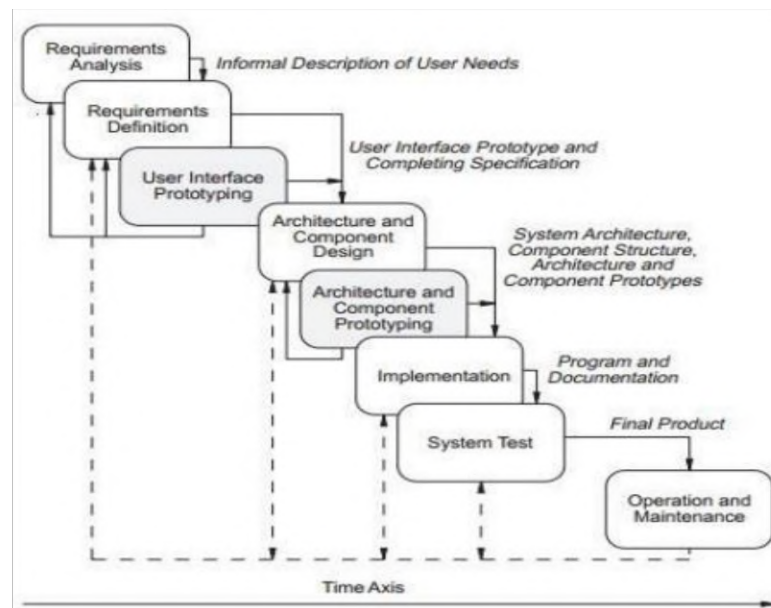 Requirements
Analysis
Informal Description of User Needs
Requirements
Definition
User Interface Prototype and
Completing Specification
User Interface
Prototyping
Architecture and
Component
Design
System Architecture,
Component Structure,
Architecture and
Component Prototypes
Architecture and
Component
Prototyping
Implementation
Program and
Documentation
System Test
Final Product
Operation and
Maintenance
Time Axis